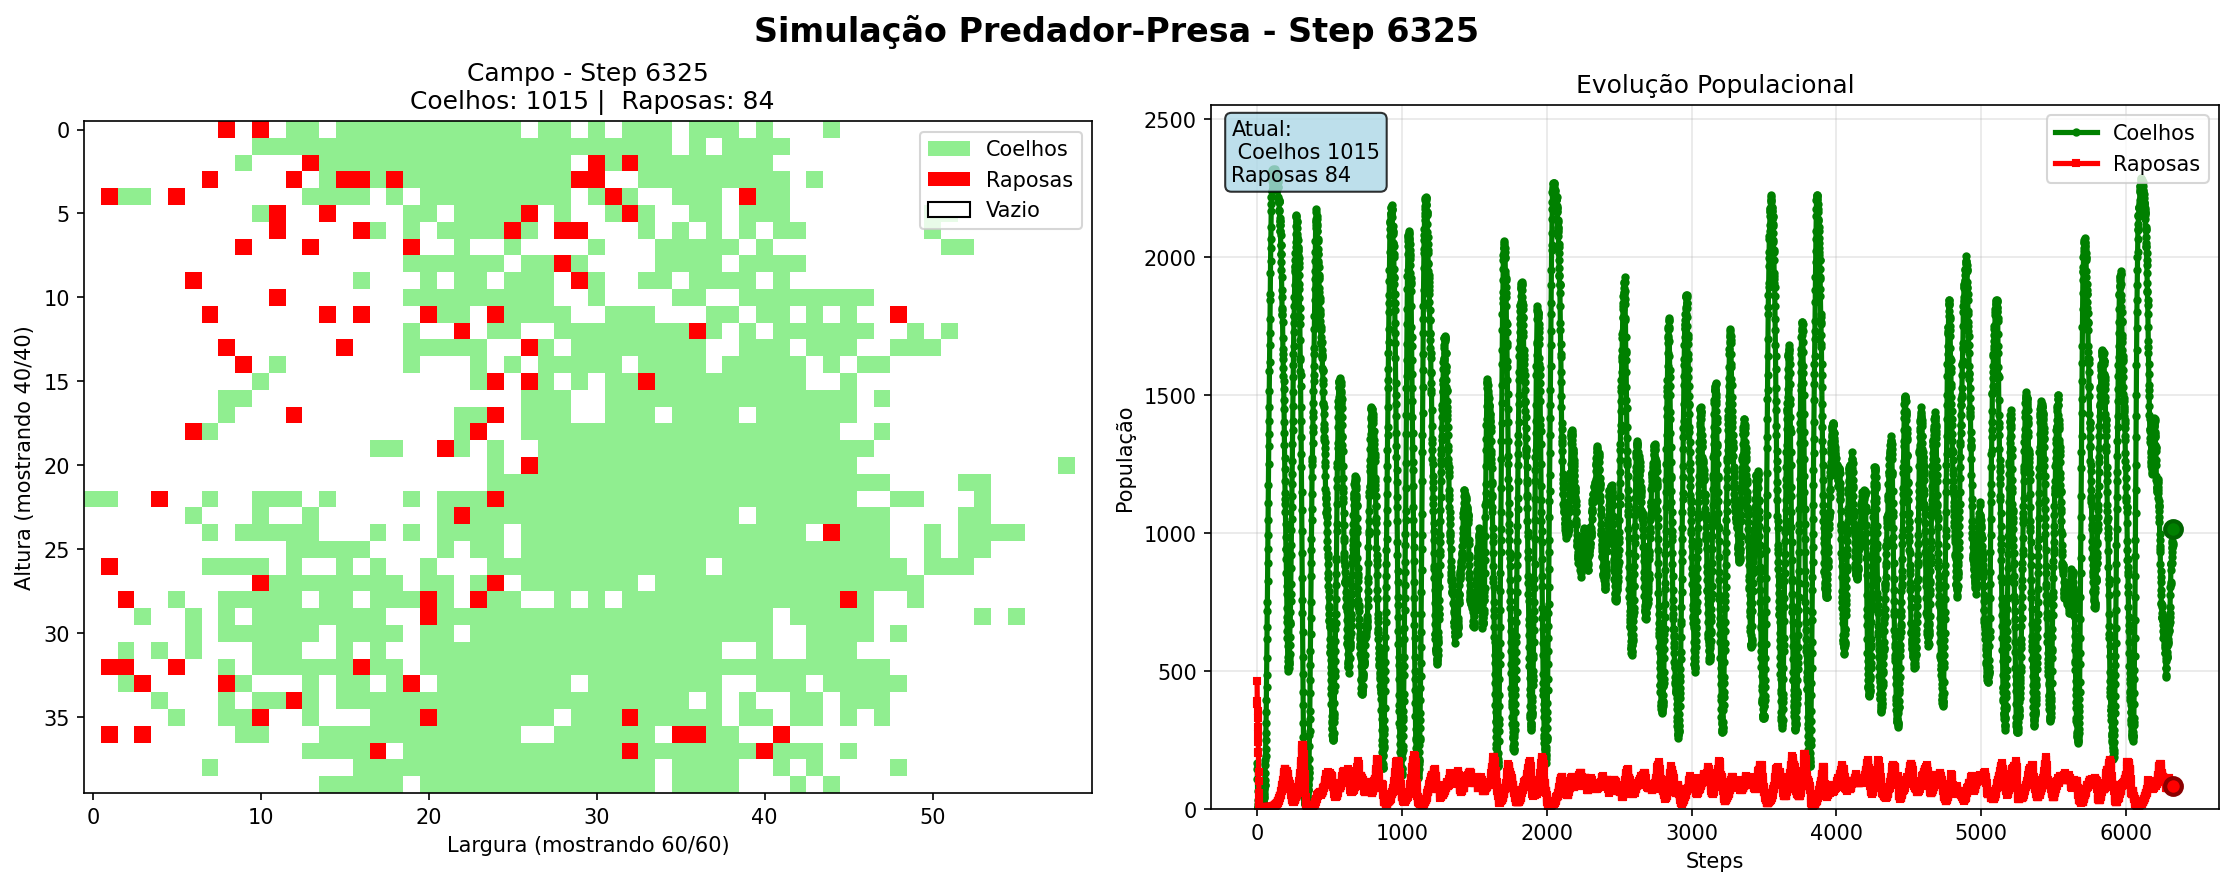 Simulação Predador-Presa - Step 6325
Campo - Step 6325
Coelhos: 1015 |  Raposas: 84
Coelhos
Raposas
Vazio
0
5
10
15
20
25
30
35
Altura (mostrando 40/40)
0
10
20
30
40
50
Largura (mostrando 60/60)
Evolução Populacional
Atual:
Coelhos 1015
Raposas 84
Coelhos
Raposas
2500
2000
1500
1000
500
0
População
0
1000
2000
3000
4000
5000
6000
Steps